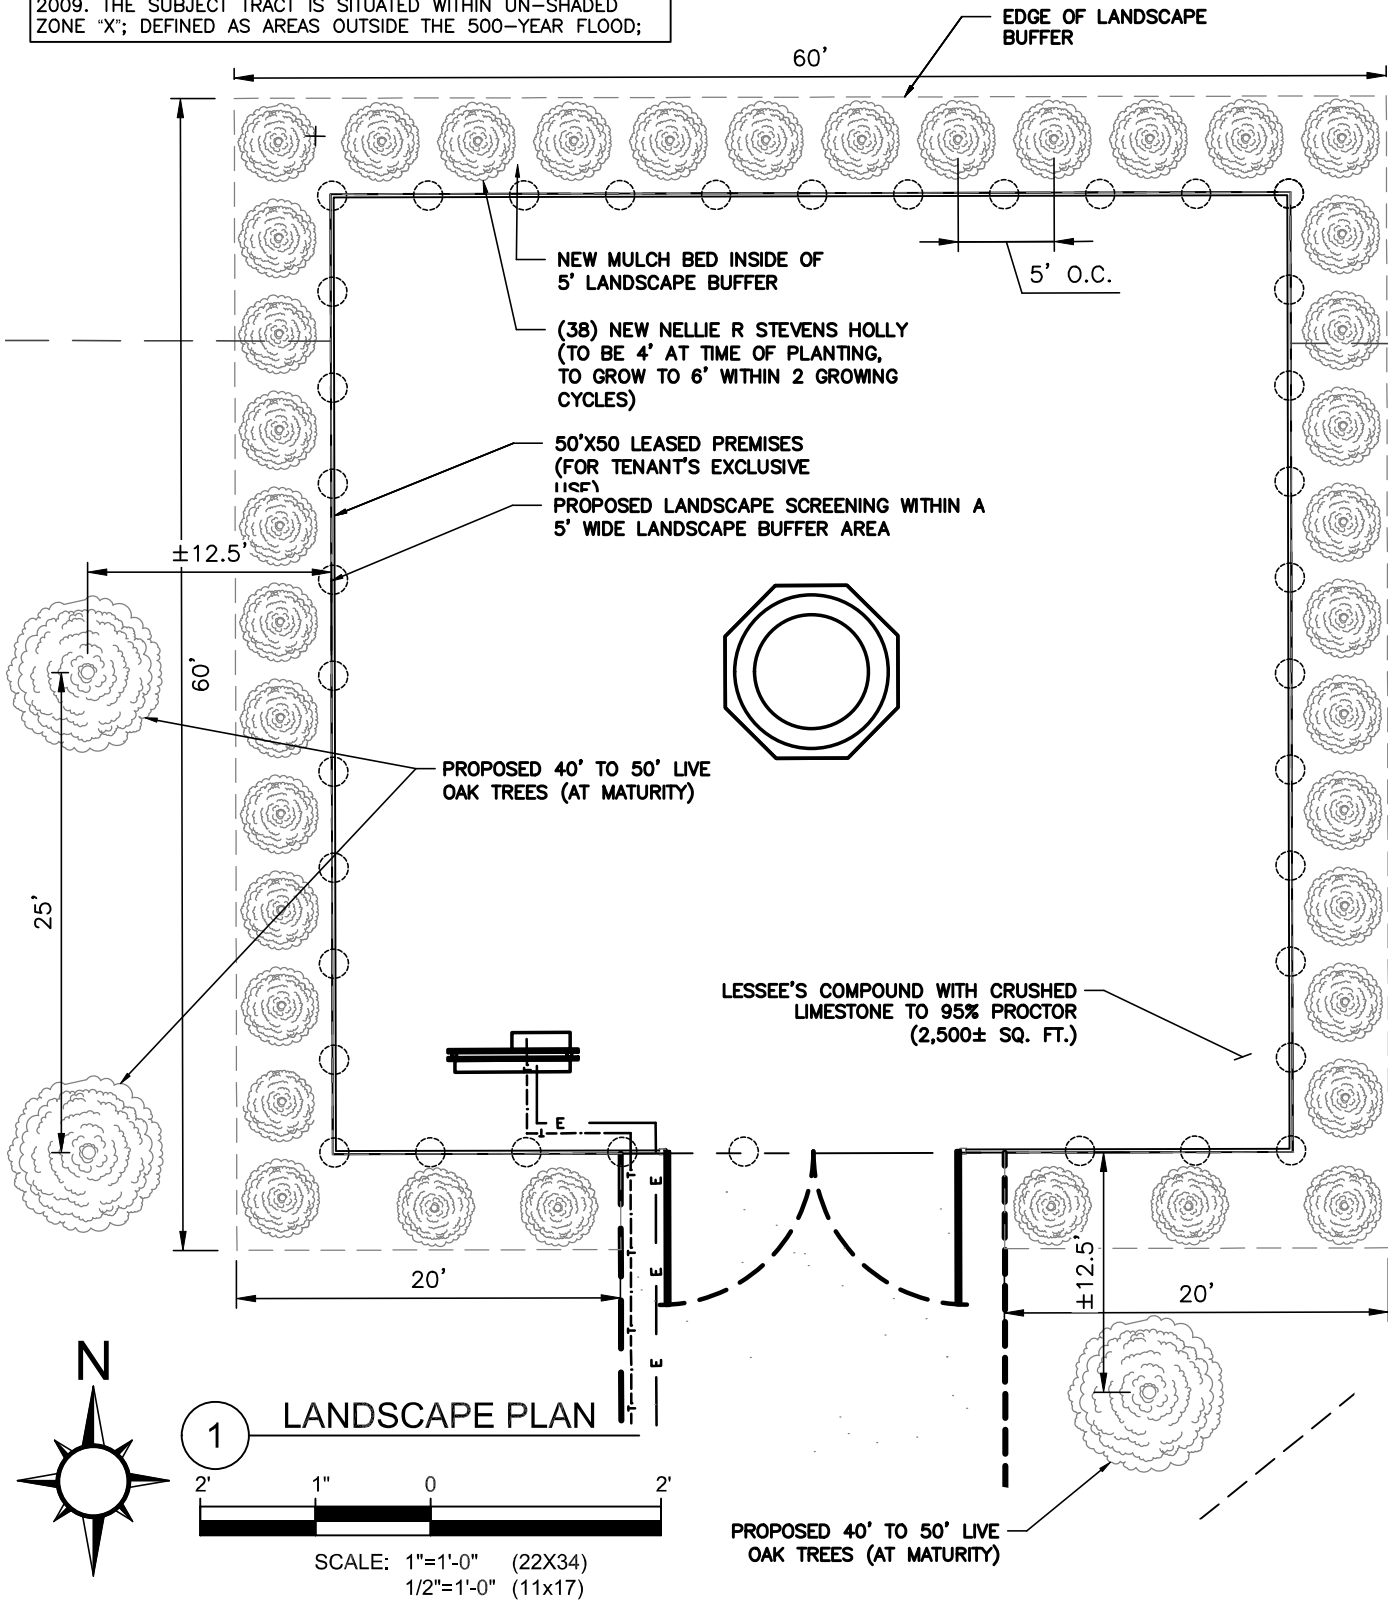 2009. THE SUBJECT TRACT IS SITUATED WITHIN UN-SHADED
ZONE "X"; DEFINED AS AREAS OUTSIDE THE 500-YEAR FLOOD;
EDGE OF LANDSCAPE
BUFFER
60'
NEW MULCH BED INSIDE OF
5' LANDSCAPE BUFFER
5' O.C.
(38) NEW NELLIE R STEVENS HOLLY
(TO BE 4' AT TIME OF PLANTING,
TO GROW TO 6' WITHIN 2 GROWING
CYCLES)
50'X50 LEASED PREMISES
(FOR TENANT'S EXCLUSIVE
USE)
PROPOSED LANDSCAPE SCREENING WITHIN A
5' WIDE LANDSCAPE BUFFER AREA
±12.5'
60'
PROPOSED 40' TO 50' LIVE
OAK TREES (AT MATURITY)
25'
LESSEE'S COMPOUND WITH CRUSHED
LIMESTONE TO 95% PROCTOR
(2,500± SQ. FT.)
E
T
T
E
T
E
T
E
T
20'
±12.5'
20'
N
1
LANDSCAPE PLAN
2'
1"
0
2'
SCALE: 1"=1'-0" (22X34)
1/2"=1'-0" (11x17)
PROPOSED 40' TO 50' LIVE
OAK TREES (AT MATURITY)